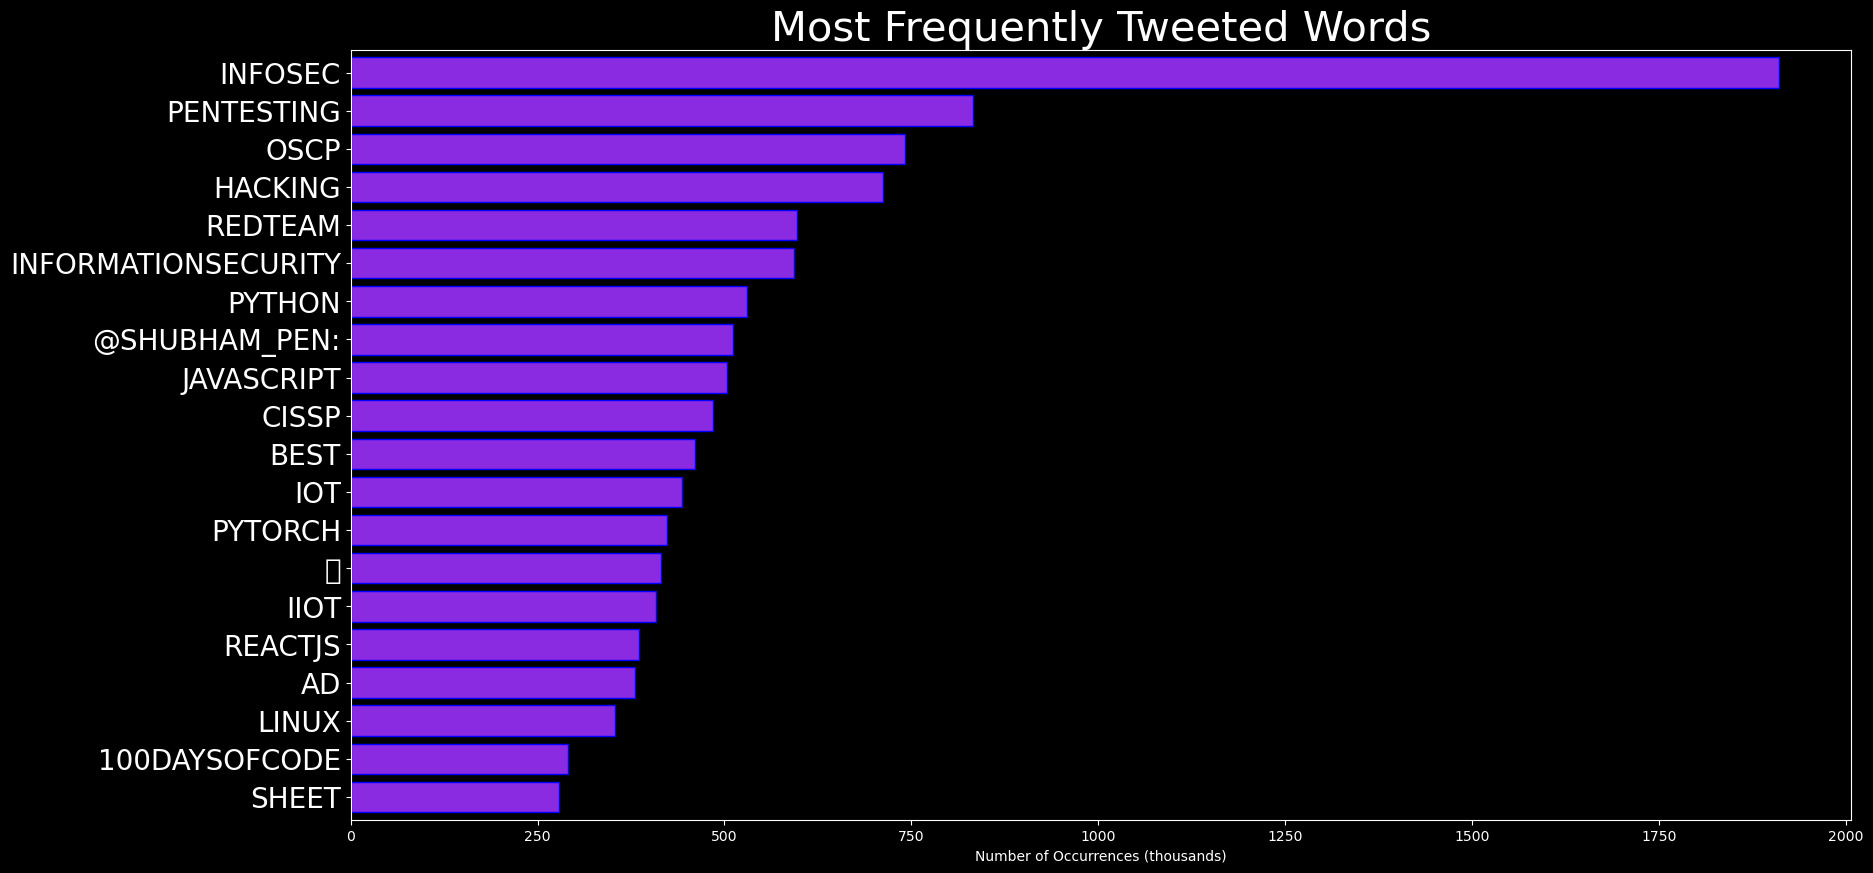 Most Frequently Tweeted Words
INFOSEC
PENTESTING
OSCP
HACKING
REDTEAM
INFORMATIONSECURITY
PYTHON
@SHUBHAM_PEN:
JAVASCRIPT
CISSP
BEST
IOT
PYTORCH
▯
IIOT
REACTJS
AD
LINUX
100DAYSOFCODE
SHEET
0 250 500 750 1000 1250 1500 1750 2000
Number of Occurrences (thousands)